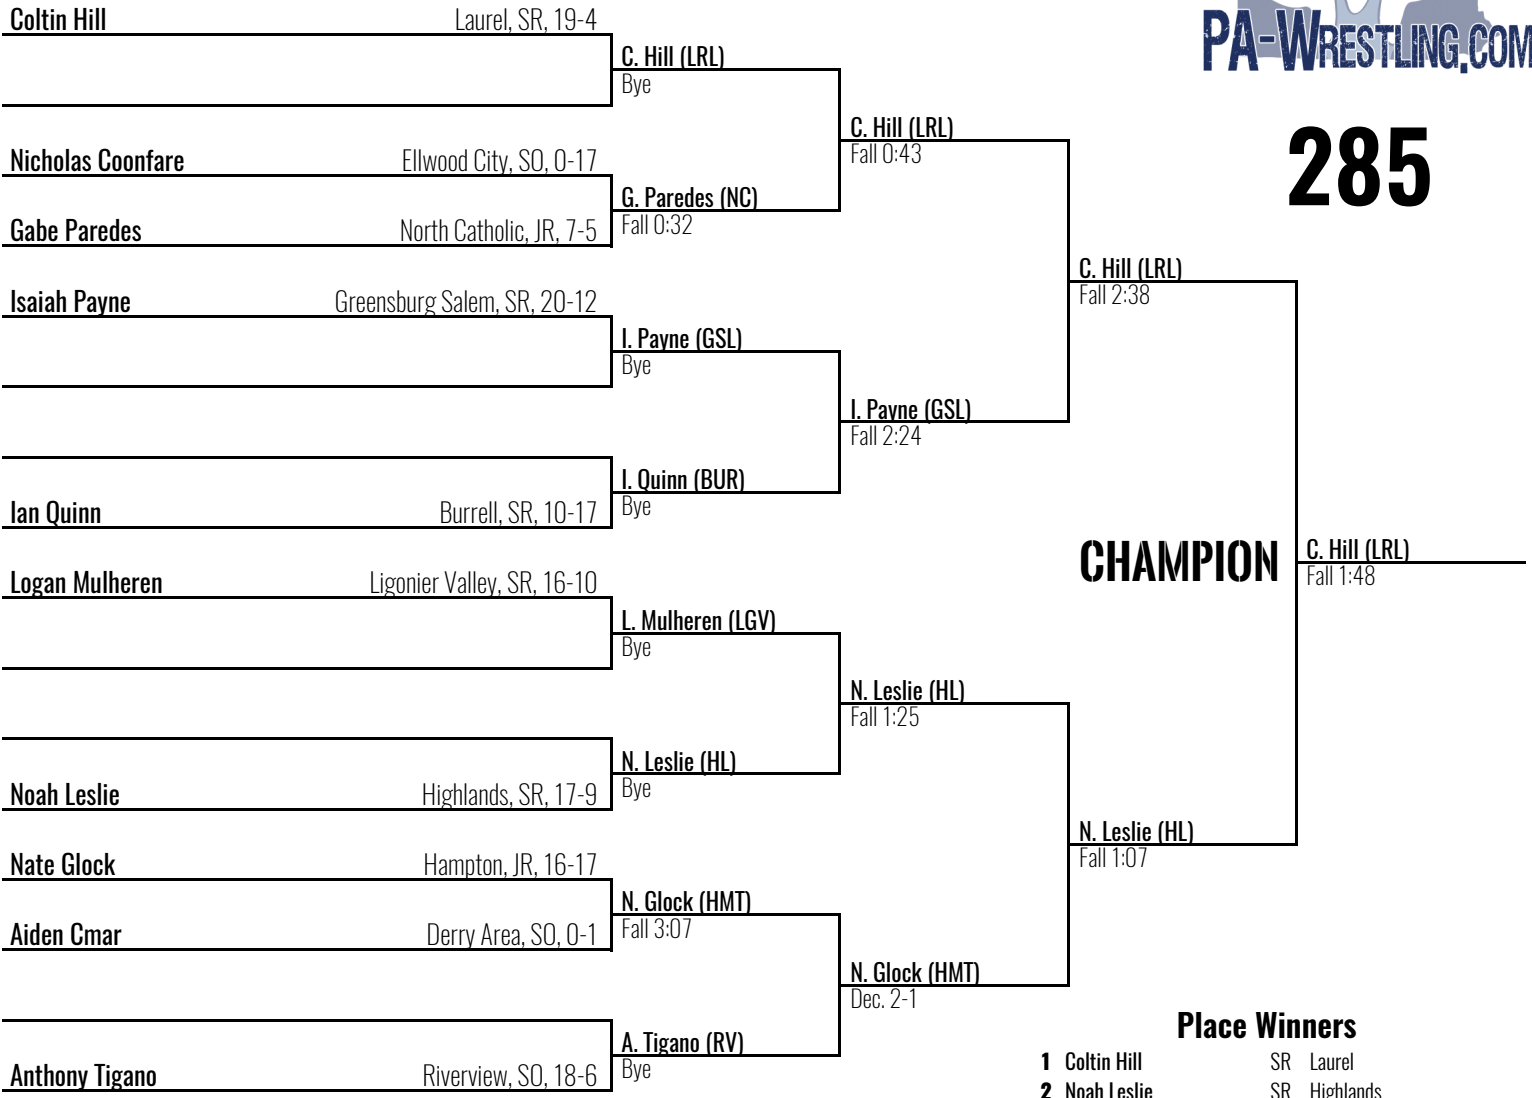 Coltin Hill Laurel, SR, 19-4
PA-WRESTLING.COM
C. Hill (LRL)
Bye
285
C. Hill (LRL)
Fall 0:43
Nicholas Coonfare Ellwood City, SO, 0-17
G. Paredes (NC)
Fall 0:32
Gabe Paredes North Catholic, JR, 7-5
C. Hill (LRL)
Fall 2:38
Isaiah Payne Greensburg Salem, SR, 20-12
I. Payne (GSL)
Bye
I. Payne (GSL)
Fall 2:24
I. Quinn (BUR)
Bye
Ian Quinn Burrell, SR, 10-17
CHAMPION
C. Hill (LRL)
Fall 1:48
Logan Mulheren Ligonier Valley, SR, 16-10
L. Mulheren (LGV)
Bye
N. Leslie (HL)
Fall 1:25
N. Leslie (HL)
Bye
Noah Leslie Highlands, SR, 17-9
N. Leslie (HL)
Fall 1:07
Nate Glock Hampton, JR, 16-17
N. Glock (HMT)
Fall 3:07
Aiden Cmar Derry Area, SO, 0-1
N. Glock (HMT)
Dec. 2-1
A. Tigano (RV)
Bye
Anthony Tigano Riverview, SO, 18-6
Place Winners
1 Coltin Hill SR Laurel
2 Noah Leslie SR Highlands